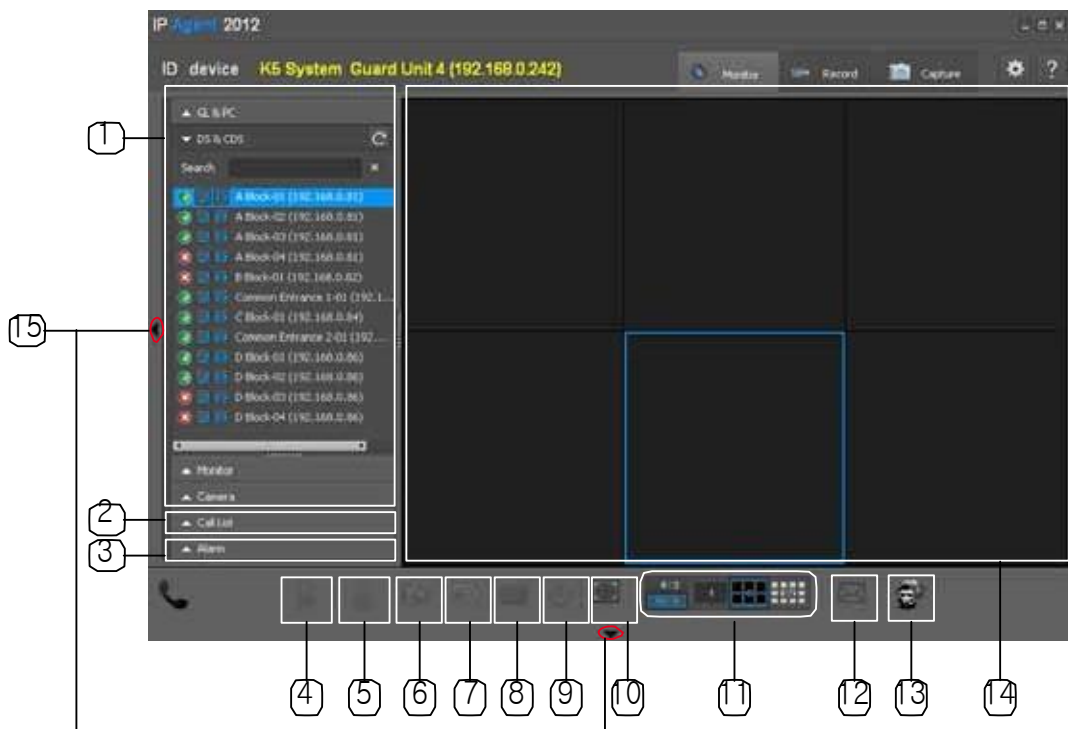 IP Agent 2012
ID device K5 System Guard Unit 4 (192.168.0.242)
Monitor
Record
Capture
?
GL & PC
DS & CDS
Search
A Block-01 (192.168.0.81)
A Block-02 (192.168.0.81)
A Block-03 (192.168.0.81)
A Block-04 (192.168.0.81)
B Block-01 (192.168.0.82)
Common Entrance 1-01 (192.1...
C Block-01 (192.168.0.84)
Common Entrance 2-01 (192....
D Block-01 (192.168.0.86)
D Block-02 (192.168.0.86)
D Block-03 (192.168.0.86)
D Block-04 (192.168.0.86)
Monitor
Camera
Call List
Alarm
4:3
1
2
3
4
5
6
7
8
9
10
11
12
13
14
15